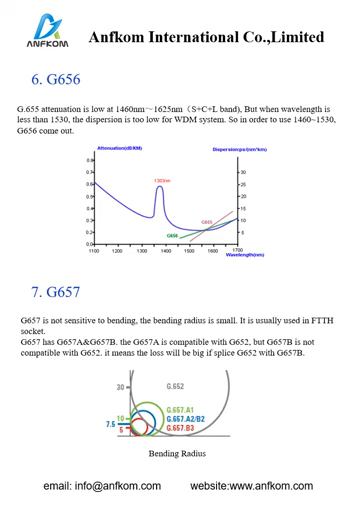 ANFKOM
Anfkom International Co.,Limited
6. G656
G.655 attenuation is low at 1460nm～1625nm（S+C+L band), But when wavelength is
less than 1530, the dispersion is too low for WDM system. So in order to use 1460~1530,
G656 come out.
Attenuation(dB/KM)
Dispersion(ps/(nm*km)
0.8
0.7
0.6
0.5
0.4
0.3
0.2
0.0
30
25
20
15
10
5
1383nm
G655
G656
1100 1200 1300 1400 1500 1600 1700
Wavelength(nm)
7. G657
G657 is not sensitive to bending, the bending radius is small. It is usually used in FTTH
socket.
G657 has G657A&G657B. the G657A is compatible with G652, but G657B is not
compatible with G652. it means the loss will be big if splice G652 with G657B.
30
G.652
G.657.A1
10
G.657.A2/B2
7.5
G.657.B3
5
Bending Radius
email: info@anfkom.com website:www.anfkom.com